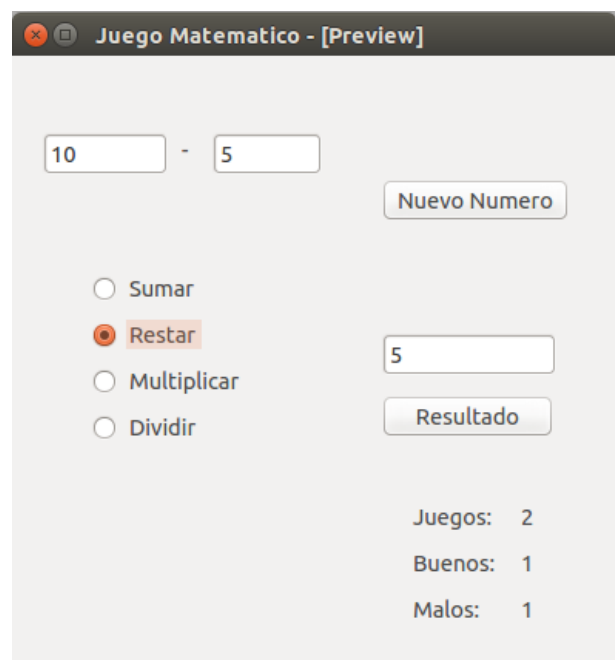 Juego Matematico - [Preview]
10 - 5
Nuevo Numero
Sumar
Restar
Multiplicar
Dividir
5
Resultado
Juegos: 2
Buenos: 1
Malos: 1